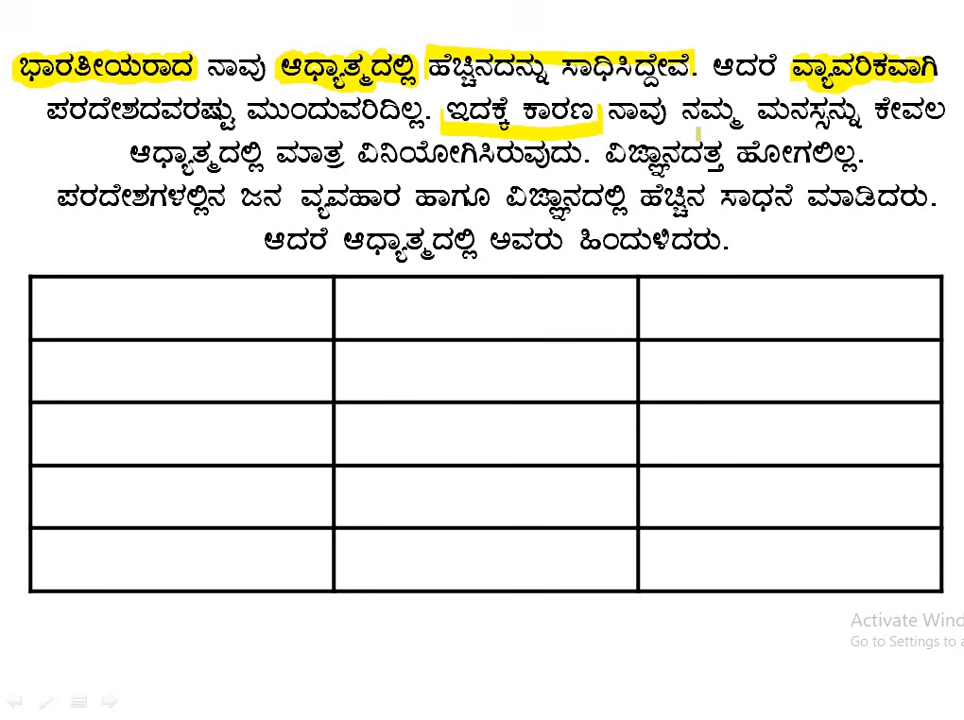 ಭಾರತೀಯರಾದ ನಾವು ಆಧ್ಯಾತ್ಮದಲ್ಲಿ ಹೆಚ್ಚಿನದನ್ನು ಸಾಧಿಸಿದ್ದೇವೆ. ಆದರೆ ವ್ಯಾವರಿಕವಾಗಿ
ಪರದೇಶದವರಷ್ಟು ಮುಂದುವರಿದಿಲ್ಲ. ಇದಕ್ಕೆ ಕಾರಣ ನಾವು ನಮ್ಮ ಮನಸ್ಸನ್ನು ಕೇವಲ
ಆಧ್ಯಾತ್ಮದಲ್ಲಿ ಮಾತ್ರ ವಿನಿಯೋಗಿಸಿರುವುದು. ವಿಜ್ಞಾನದತ್ತ ಹೋಗಲಿಲ್ಲ.
ಪರದೇಶಗಳಲ್ಲಿನ ಜನ ವ್ಯವಹಾರ ಹಾಗೂ ವಿಜ್ಞಾನದಲ್ಲಿ ಹೆಚ್ಚಿನ ಸಾಧನೆ ಮಾಡಿದರು.
ಆದರೆ ಆಧ್ಯಾತ್ಮದಲ್ಲಿ ಅವರು ಹಿಂದುಳಿದರು.
Activate Wind
Go to Settings to a